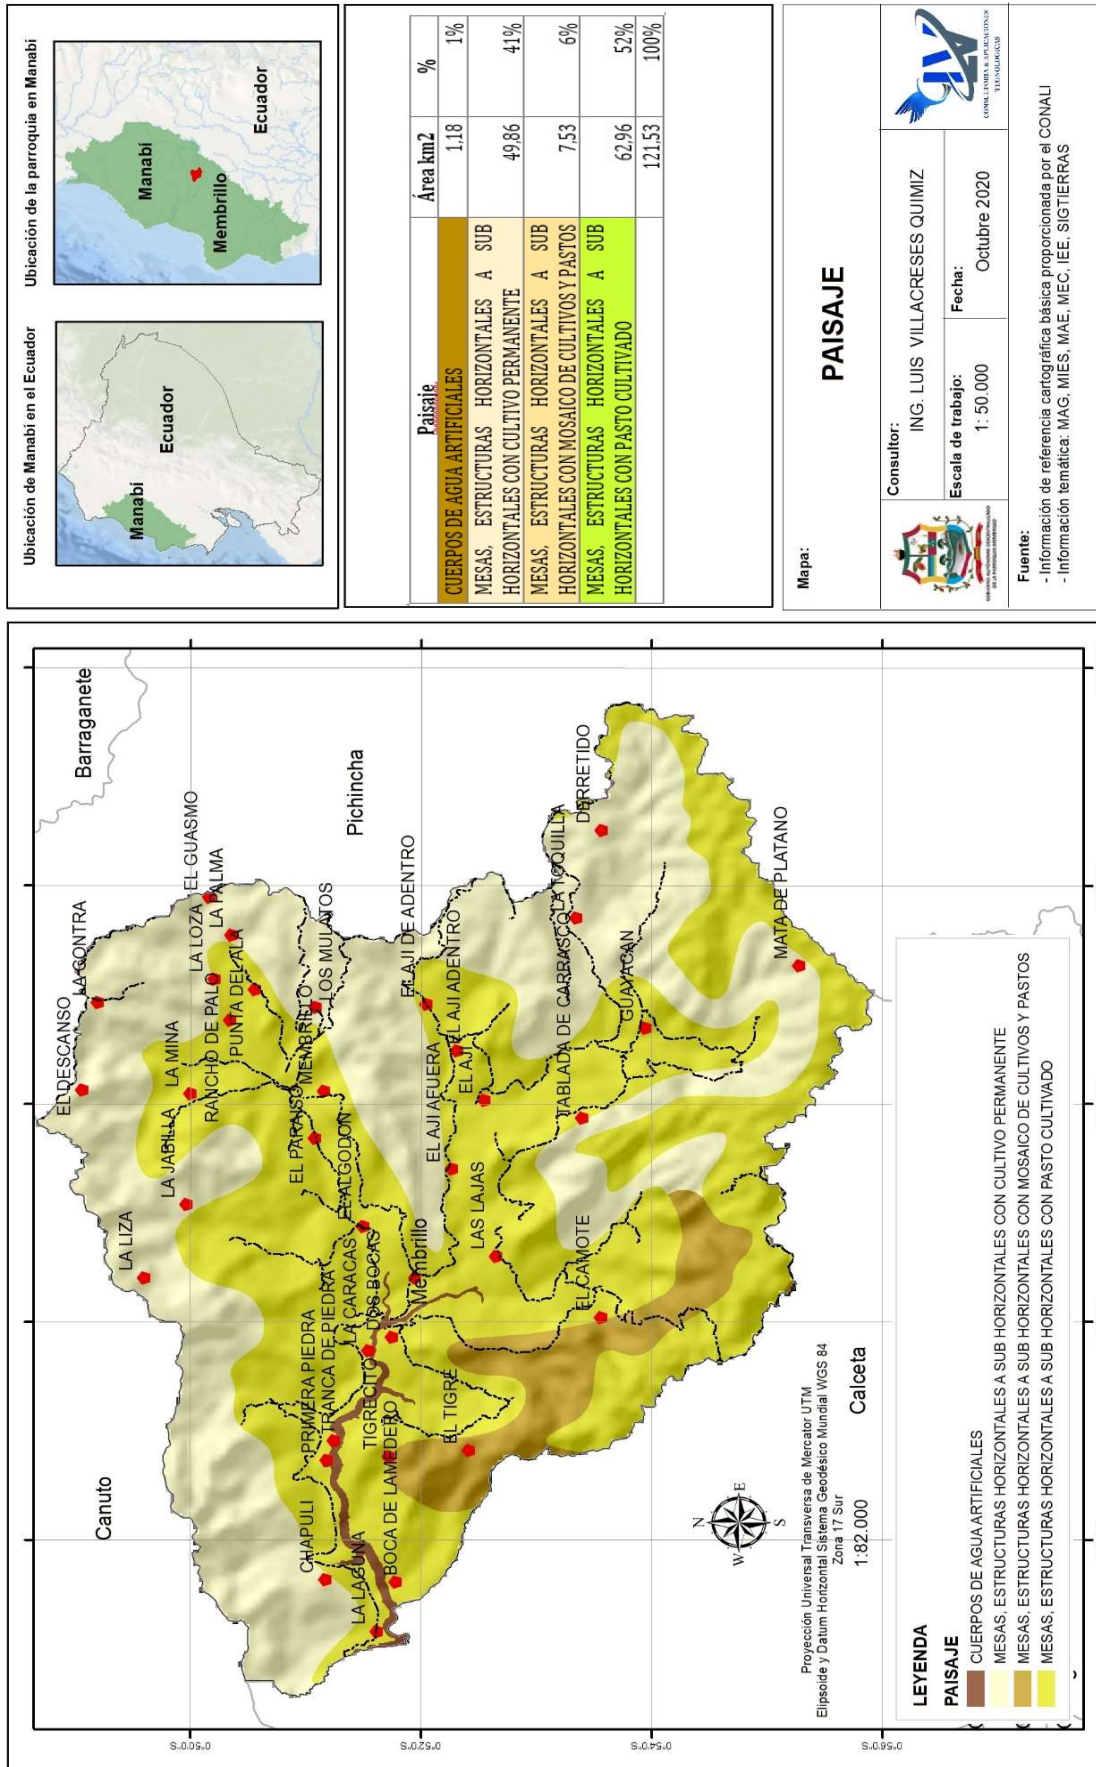 Barraganete
Canuto
Pichincha
EL DESCANSO
LA CONTRA
LA LIZA
LA JABILLA
LA MINA
RANCHO DE PALO
LA LOZA
EL GUASMO
LA PALMA
PUNTA DEL ALA
CHAPULI
PRIMERA PIEDRA
TRANCA DE PIEDRA
EL PARAISO
MEMBRILLO
LOS MULATOS
EL ALGODON
LA CARACAS
DOS BOCAS
LA LAGUNA
BOCA DE LAMEDERO
TIGRECITO
Membrillo
EL AJI AFUERA
EL AJI DE ADENTRO
EL AJI ADENTRO
EL AJI
EL TIGRE
LAS LAJAS
EL CAMOTE
TABLADA DE CARRASCO
LA TOQUILLA
DERRETIDO
GUAYACAN
MATA DE PLATANO
Calceta
N
W
E
S
Proyección Universal Transversa de Mercator UTM
Elipsoide y Datum Horizontal Sistema Geodésico Mundial WGS 84
Zona 17 Sur
1:82.000
0°50'0"S
0°52'0"S
0°54'0"S
0°56'0"S
LEYENDA
PAISAJE
CUERPOS DE AGUA ARTIFICIALES
MESAS, ESTRUCTURAS HORIZONTALES A SUB HORIZONTALES CON CULTIVO PERMANENTE
MESAS, ESTRUCTURAS HORIZONTALES A SUB HORIZONTALES CON MOSAICO DE CULTIVOS Y PASTOS
MESAS, ESTRUCTURAS HORIZONTALES A SUB HORIZONTALES CON PASTO CULTIVADO
Ubicación de Manabí en el Ecuador
Manabí
Ecuador
Ubicación de la parroquia en Manabí
Manabí
Membrillo
Ecuador
Paisaje Área km2 %
CUERPOS DE AGUA ARTIFICIALES 1,18 1%
MESAS, ESTRUCTURAS HORIZONTALES A SUB
HORIZONTALES CON CULTIVO PERMANENTE 49,86 41%
MESAS, ESTRUCTURAS HORIZONTALES A SUB
HORIZONTALES CON MOSAICO DE CULTIVOS Y PASTOS 7,53 6%
MESAS, ESTRUCTURAS HORIZONTALES A SUB
HORIZONTALES CON PASTO CULTIVADO 62,96 52%
121,53 100%
Mapa:
PAISAJE
GOBIERNO AUTÓNOMO DESCENTRALIZADO
DE LA PARROQUIA MEMBRILLO
Consultor:
ING. LUIS VILLACRESES QUIMIZ
Escala de trabajo:
1: 50.000
Fecha:
Octubre 2020
CONSULTORIA & APLICACIONES
TECNOLOGICAS
Fuente:
- Información de referencia cartográfica básica proporcionada por el CONALI
- Información temática: MAG, MIES, MAE, MEC, IEE, SIGTIERRAS